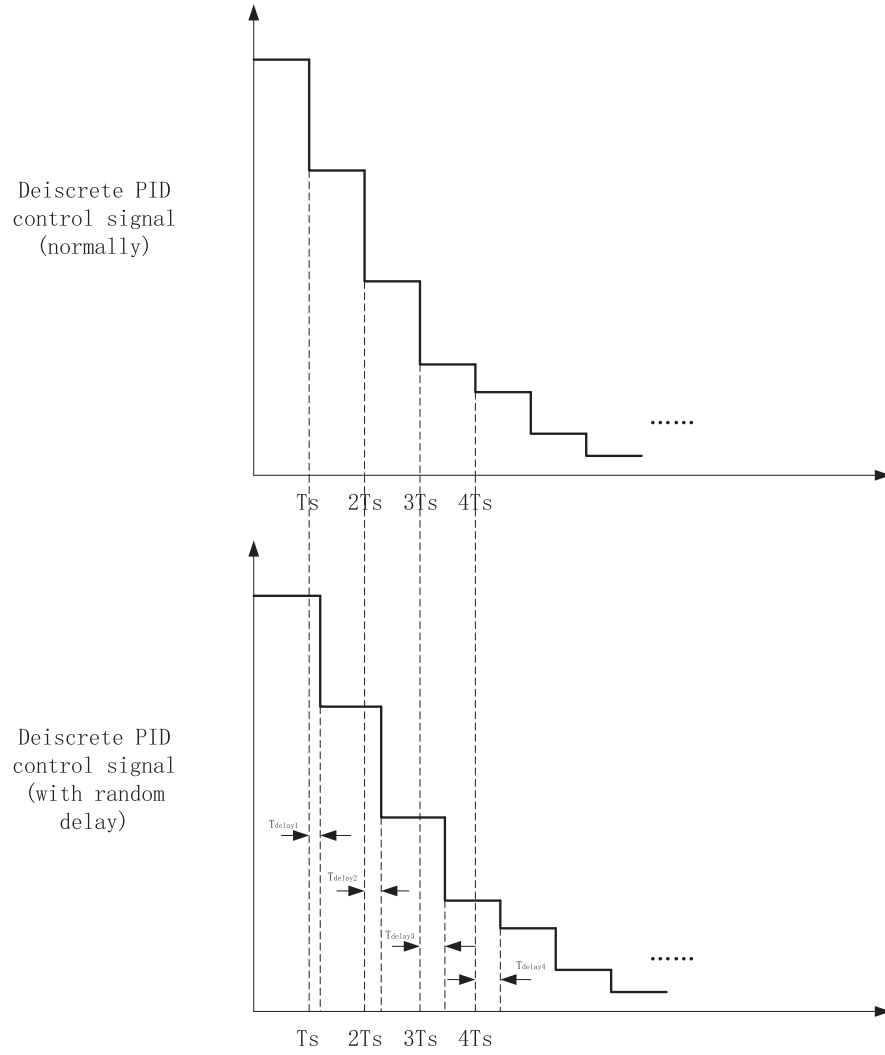 Deiscrete PID
control signal
(normally)
......
Ts 2Ts 3Ts 4Ts
Deiscrete PID
control signal
(with random
delay)
Tdelay1
Tdelay2
Tdelay3
Tdelay4
......
Ts 2Ts 3Ts 4Ts